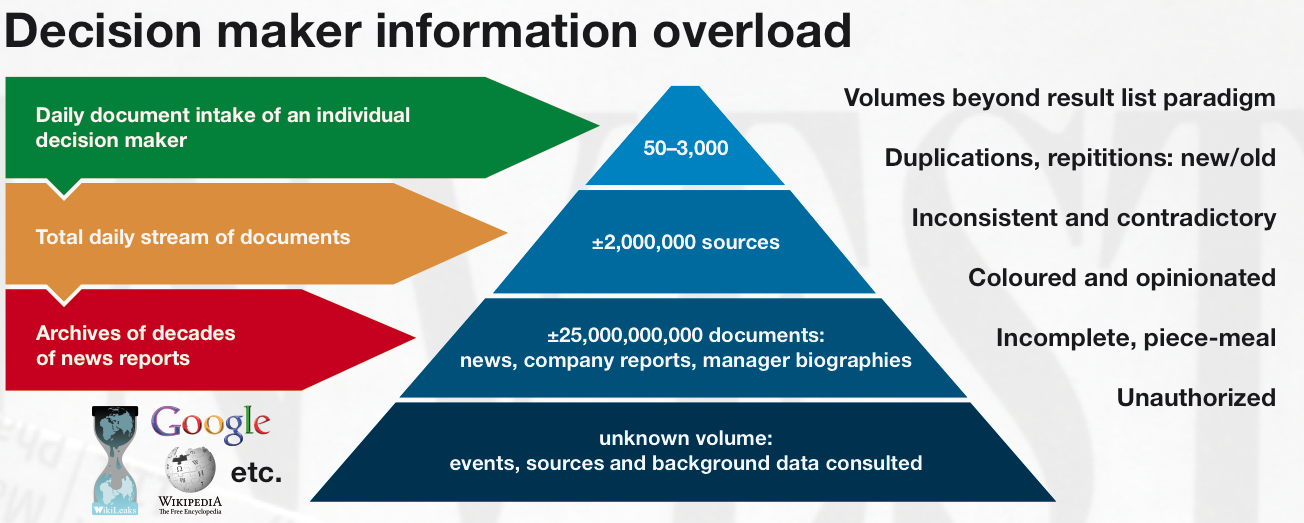 Decision maker information overload
Daily document intake of an individual
decision maker
Total daily stream of documents
Archives of decades
of news reports
WikiLeaks
Google
WIKIPEDIA
The Free Encyclopedia
etc.
50–3,000
±2,000,000 sources
±25,000,000,000 documents:
news, company reports, manager biographies
unknown volume:
events, sources and background data consulted
Volumes beyond result list paradigm
Duplications, repititions: new/old
Inconsistent and contradictory
Coloured and opinionated
Incomplete, piece-meal
Unauthorized